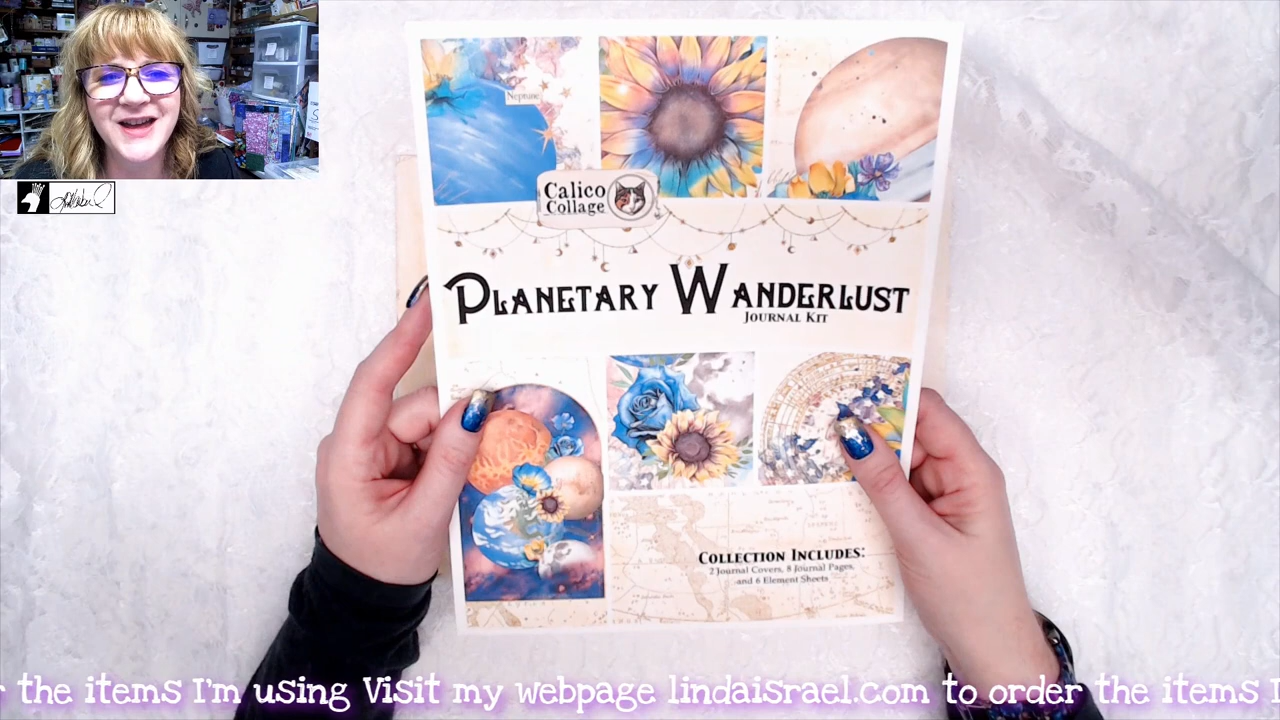 Neptune
Calico
Collage
Planetary Wanderlust
Journal Kit
Collection Includes:
2 Journal Covers, 8 Journal Pages,
and 6 Element Sheets
r the items I'm using Visit my webpage lindaisrael.com to order the items I